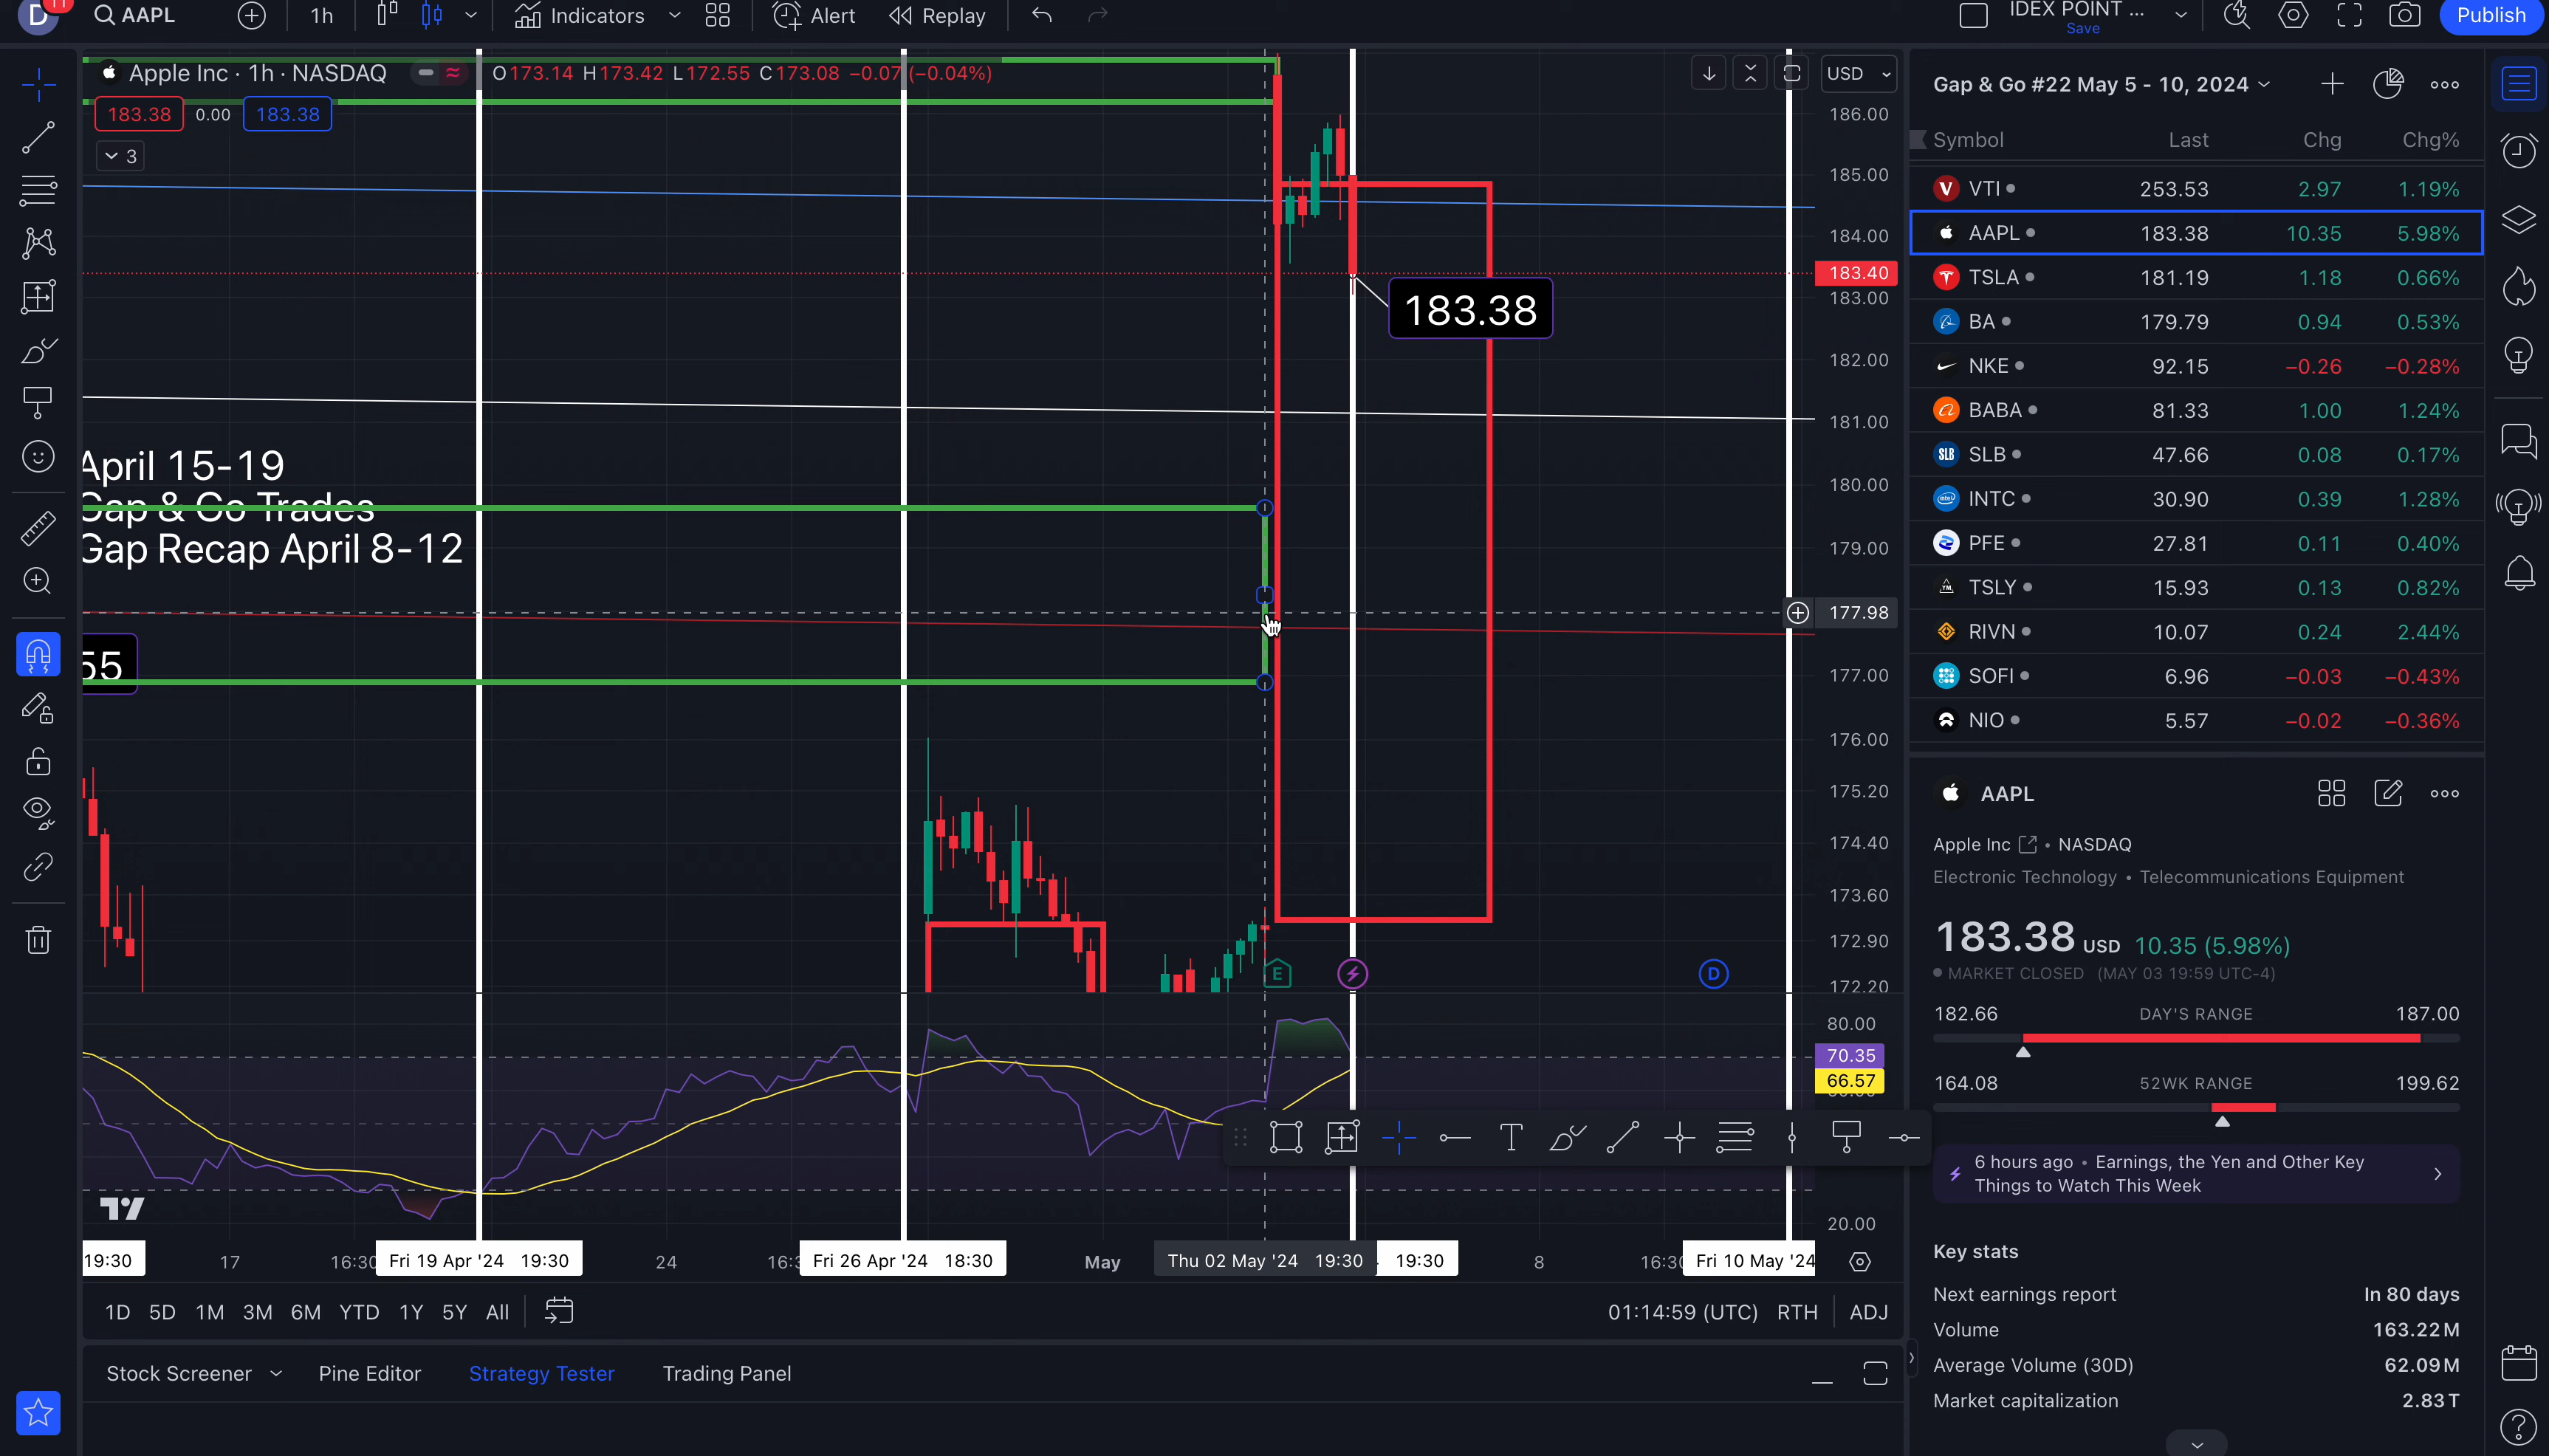 D 11 AAPL 1h Indicators Alert Replay IDEX POINT ... Save Publish
Apple Inc · 1h · NASDAQ O173.14 H173.42 L172.55 C173.08 −0.07 (−0.04%) USD
183.38 0.00 183.38
3
186.00
185.00
184.00
183.40
183.00
182.00
181.00
180.00
179.00
177.98
177.00
176.00
175.20
174.40
173.60
172.90
172.20
183.38
April 15-19
Gap & Go Trades
Gap Recap April 8-12
55
E D
80.00
70.35
66.57
20.00
T
19:30 17 16:30 Fri 19 Apr '24 19:30 24 16:3 Fri 26 Apr '24 18:30 May Thu 02 May '24 19:30 19:30 8 16:30 Fri 10 May '24
1D 5D 1M 3M 6M YTD 1Y 5Y All 01:14:59 (UTC) RTH ADJ
Stock Screener Pine Editor Strategy Tester Trading Panel
Gap & Go #22 May 5 - 10, 2024
Symbol Last Chg Chg%
VTI 253.53 2.97 1.19%
AAPL 183.38 10.35 5.98%
TSLA 181.19 1.18 0.66%
BA 179.79 0.94 0.53%
NKE 92.15 −0.26 −0.28%
BABA 81.33 1.00 1.24%
SLB SLB 47.66 0.08 0.17%
INTC 30.90 0.39 1.28%
PFE 27.81 0.11 0.40%
TSLY 15.93 0.13 0.82%
RIVN 10.07 0.24 2.44%
SOFI 6.96 −0.03 −0.43%
NIO 5.57 −0.02 −0.36%
AAPL
Apple Inc • NASDAQ
Electronic Technology • Telecommunications Equipment
183.38 USD 10.35 (5.98%)
MARKET CLOSED (MAY 03 19:59 UTC-4)
182.66 DAY'S RANGE 187.00
164.08 52WK RANGE 199.62
6 hours ago • Earnings, the Yen and Other Key
Things to Watch This Week
Key stats
Next earnings report In 80 days
Volume 163.22M
Average Volume (30D) 62.09M
Market capitalization 2.83T